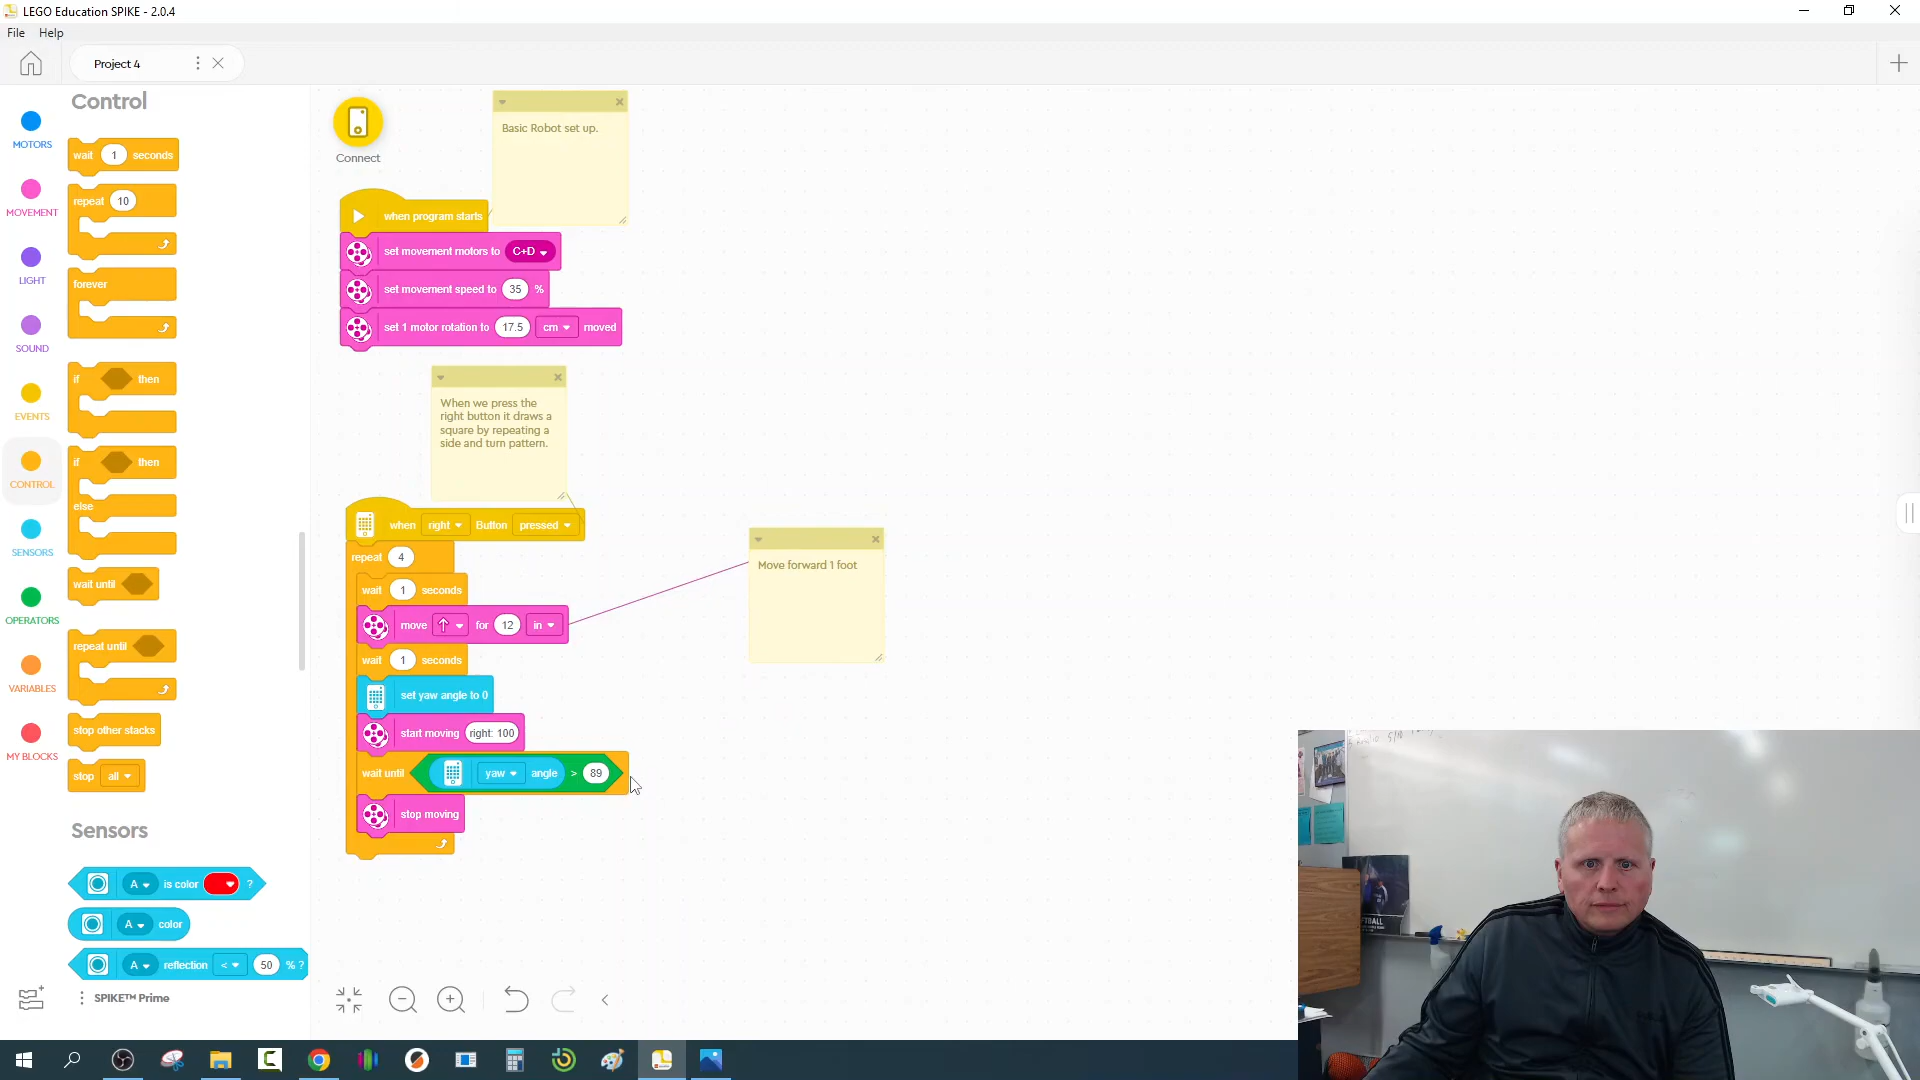 LEGO Education SPIKE - 2.0.4
File Help
Project 4
Control
MOTORS
MOVEMENT
LIGHT
SOUND
EVENTS
CONTROL
SENSORS
OPERATORS
VARIABLES
MY BLOCKS
wait 1 seconds
repeat 10
forever
if then
if then
else
wait until
repeat until
stop other stacks
stop all
Sensors
A is color ?
A color
A reflection < 50 % ?
SPIKE™ Prime
Connect
Basic Robot set up.
when program starts
set movement motors to C+D
set movement speed to 35 %
set 1 motor rotation to 17.5 cm moved
When we press the
right button it draws a
square by repeating a
side and turn pattern.
when right Button pressed
repeat 4
wait 1 seconds
move for 12 in
wait 1 seconds
set yaw angle to 0
start moving right: 100
wait until yaw angle > 89
stop moving
Move forward 1 foot